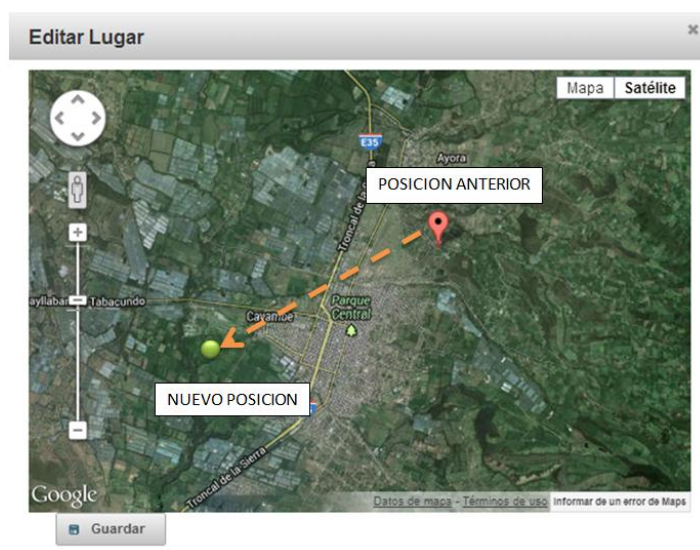 Editar Lugar
Mapa
Satélite
E35
Ayora
POSICION ANTERIOR
Troncal de la
Tabacundo
Cayambe
Parque
Central
NUEVO POSICION
Troncal de la Sierra
Google
Datos de mapa - Términos de uso
Informar de un error de Maps
Guardar